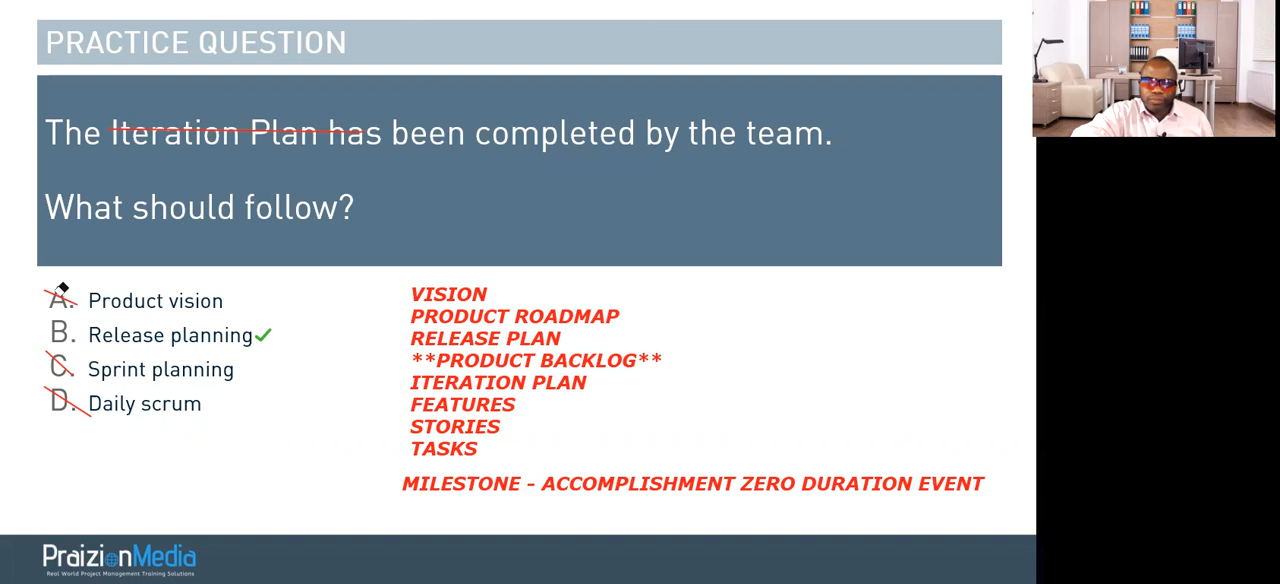 PRACTICE QUESTION
The Iteration Plan has been completed by the team.
What should follow?
A. Product vision
B. Release planning
C. Sprint planning
D. Daily scrum
VISION
PRODUCT ROADMAP
RELEASE PLAN
**PRODUCT BACKLOG**
ITERATION PLAN
FEATURES
STORIES
TASKS
MILESTONE - ACCOMPLISHMENT ZERO DURATION EVENT
PraizionMedia
Real World Project Management Training Solutions